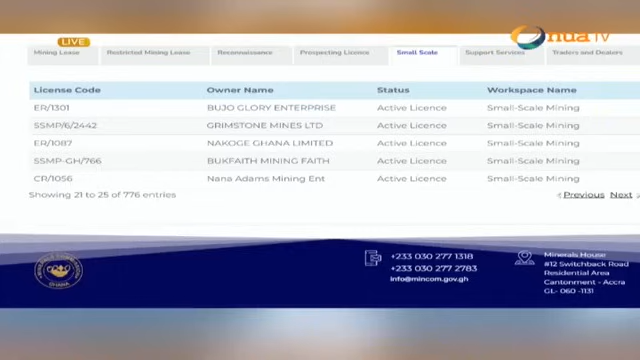 LIVE
nua TV
Mining Lease Restricted Mining Lease Reconnaissance Prospecting Licence Small Scale Support Services Traders and Dealers
License Code Owner Name Status Workspace Name
ER/1301 BUJO GLORY ENTERPRISE Active Licence Small-Scale Mining
SSMP/6/2442 GRIMSTONE MINES LTD Active Licence Small-Scale Mining
ER/1087 NAKOGE GHANA LIMITED Active Licence Small-Scale Mining
SSMP-GH/766 BUKFAITH MINING FAITH Active Licence Small-Scale Mining
CR/1056 Nana Adams Mining Ent Active Licence Small-Scale Mining
Showing 21 to 25 of 776 entries Previous Next
+233 030 277 1318
+233 030 277 2783
info@mincom.gov.gh
Minerals House
#12 Switchback Road
Residential Area
Cantonment - Accra
GL- 060 -1131
GHANA